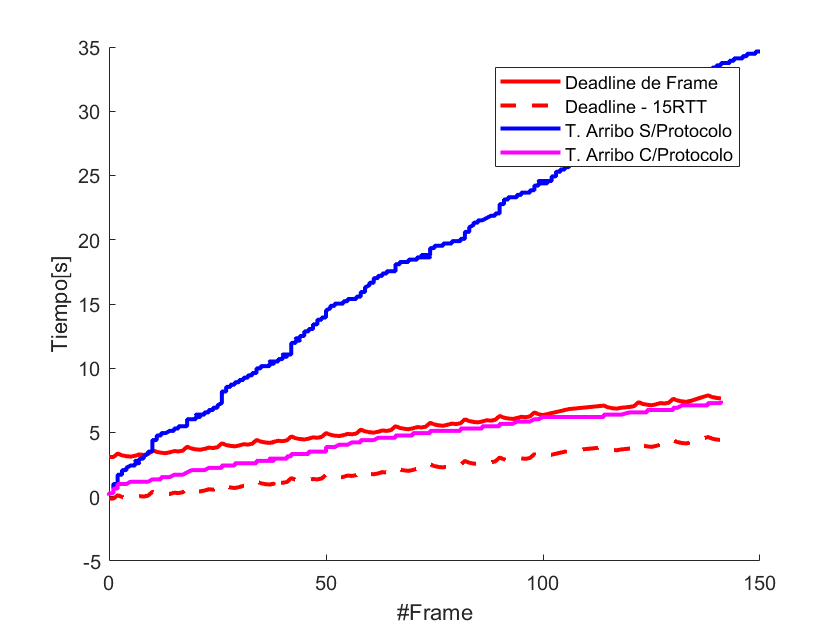 35
30
25
20
15
10
5
0
-5
Tiempo[s]
Deadline de Frame
Deadline - 15RTT
T. Arribo S/Protocolo
T. Arribo C/Protocolo
0
50
100
150
#Frame